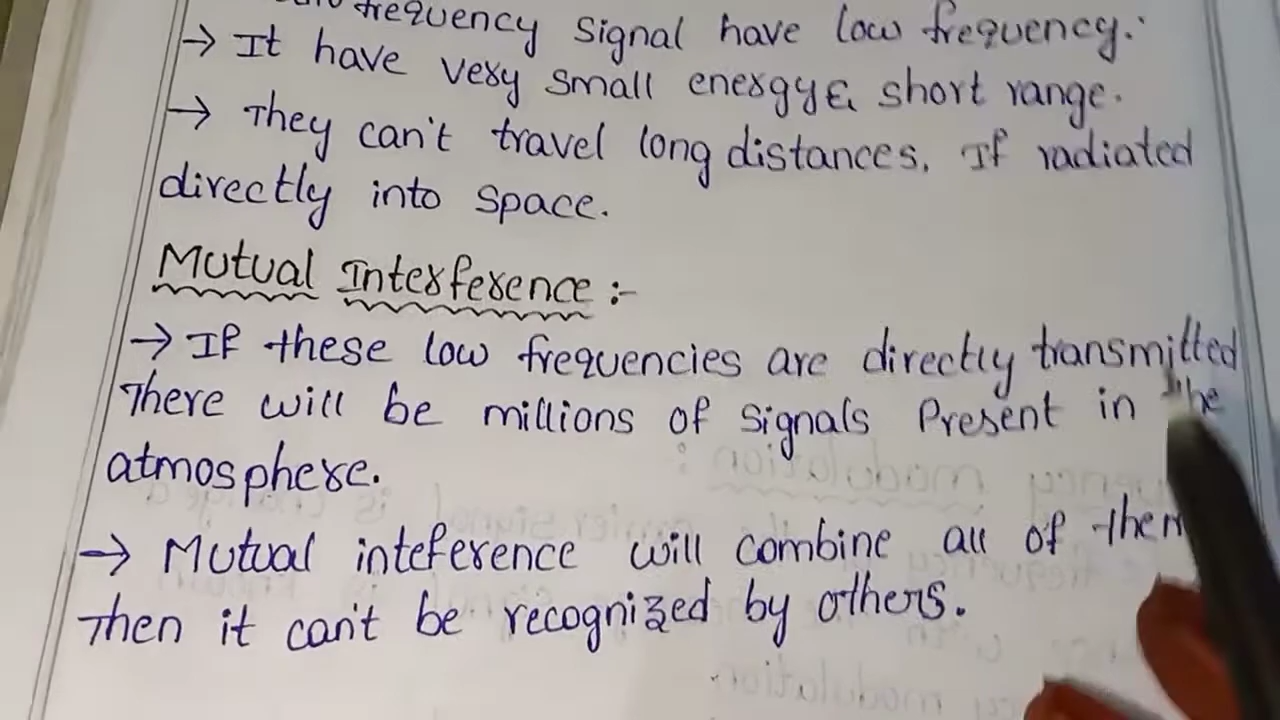 frequency Signal have low frequency.
→ It have very small energy & short range.
→ They can't travel long distances. If radiated
directly into space.
Mutual Interference :-
→ If these low frequencies are directly transmitted
There will be millions of signals Present in the
atmosphere.
→ Mutual inteference will combine all of them
Then it can't be recognized by others.